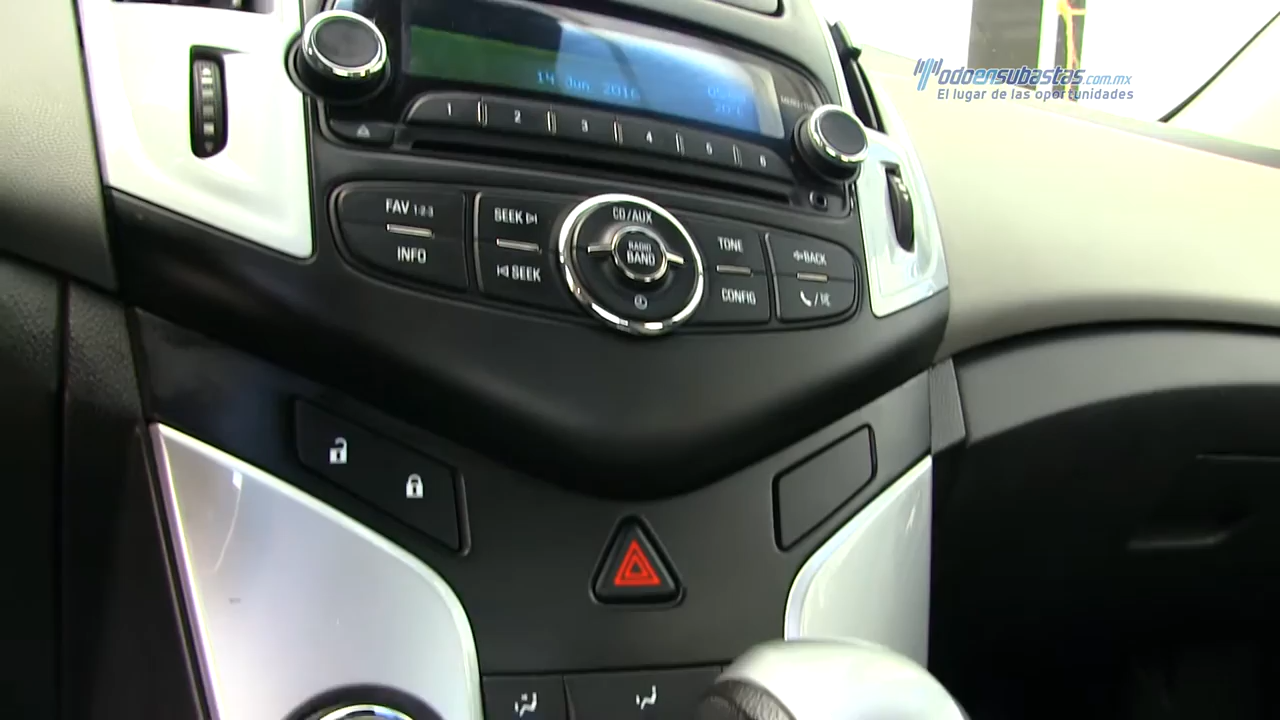 Todoensubastas.com.mx
El lugar de las oportunidades
14 Jun 2016
1 2 3 4 5 6
FAV 1-2-3
INFO
SEEK
SEEK
CD/AUX
RADIO
BAND
TONE
CONFIG
BACK